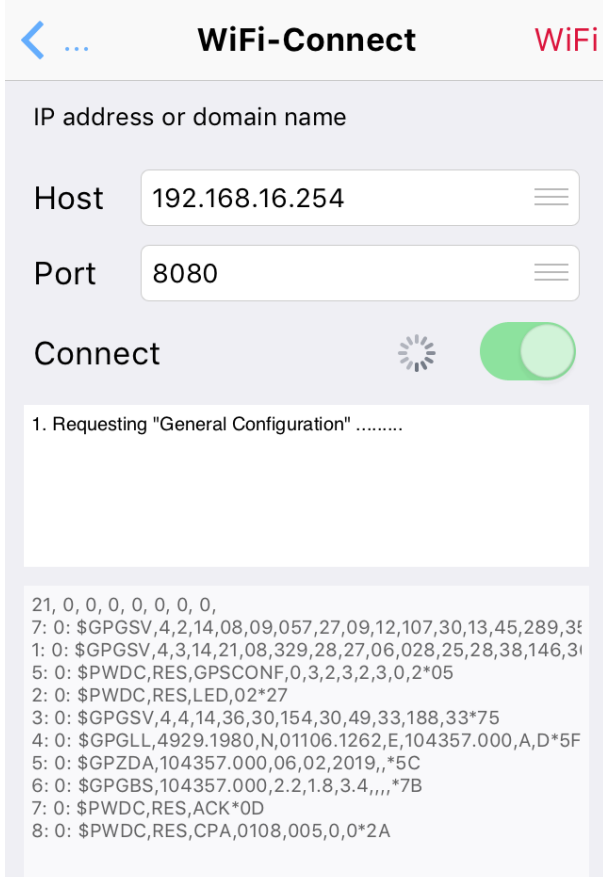 ...
WiFi-Connect
WiFi
IP address or domain name
Host
192.168.16.254
Port
8080
Connect
1. Requesting "General Configuration" .........
21, 0, 0, 0, 0, 0, 0, 0,
7: 0: $GPGSV,4,2,14,08,09,057,27,09,12,107,30,13,45,289,35
1: 0: $GPGSV,4,3,14,21,08,329,28,27,06,028,25,28,38,146,3
5: 0: $PWDC,RES,GPSCONF,0,3,2,3,2,3,0,2*05
2: 0: $PWDC,RES,LED,02*27
3: 0: $GPGSV,4,4,14,36,30,154,30,49,33,188,33*75
4: 0: $GPGLL,4929.1980,N,01106.1262,E,104357.000,A,D*5F
5: 0: $GPZDA,104357.000,06,02,2019,,*5C
6: 0: $GPGBS,104357.000,2.2,1.8,3.4,,,,*7B
7: 0: $PWDC,RES,ACK*0D
8: 0: $PWDC,RES,CPA,0108,005,0,0*2A